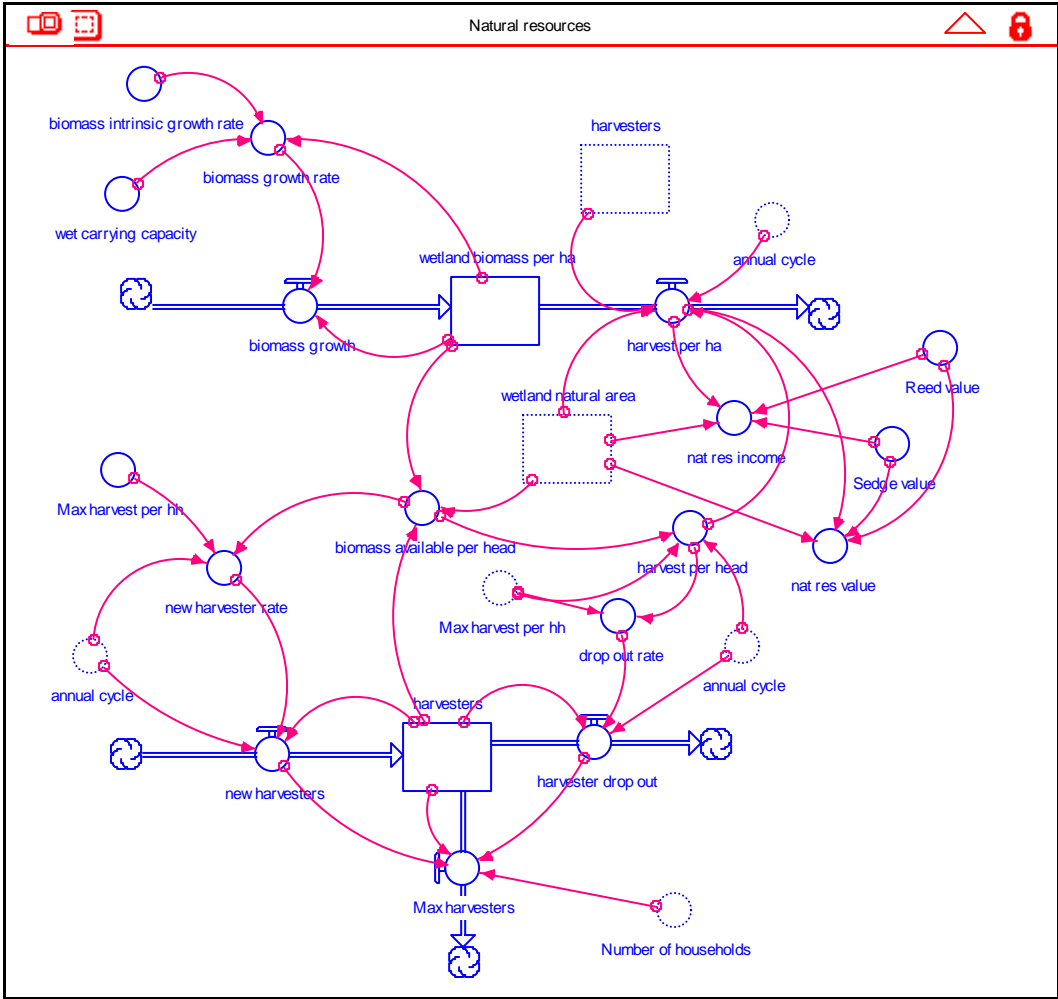 Natural resources
biomass intrinsic growth rate
harvesters
biomass growth rate
wet carrying capacity
wetland biomass per ha
annual cycle
biomass growth
harvest per ha
Reed value
wetland natural area
nat res income
Sedge value
Max harvest per hh
biomass available per head
harvest per head
nat res value
new harvester rate
Max harvest per hh
drop out rate
annual cycle
annual cycle
harvesters
harvester drop out
new harvesters
Max harvesters
Number of households